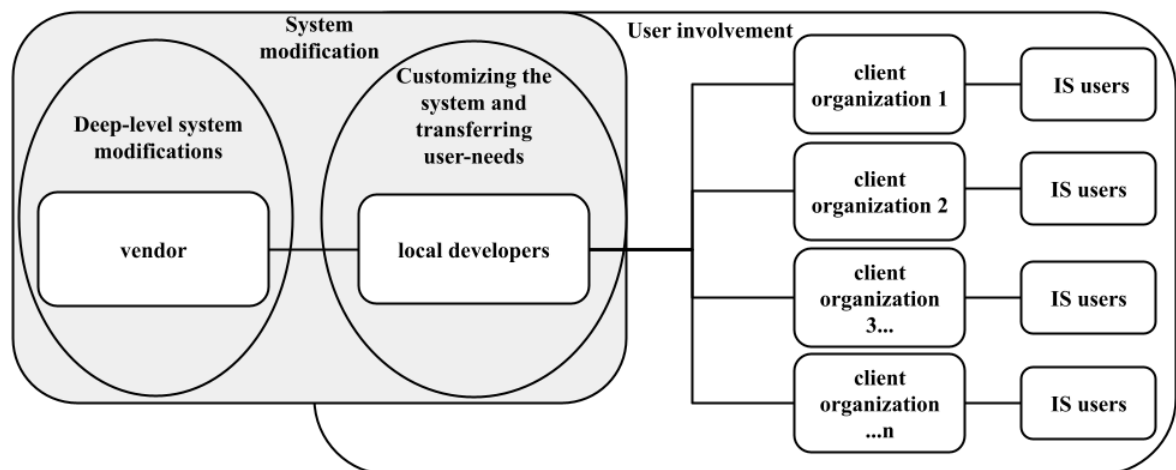 System
modification
User involvement
Deep-level system
modifications
Customizing the
system and
transferring
user-needs
vendor
local developers
client
organization 1
IS users
client
organization 2
IS users
client
organization
3...
IS users
client
organization
...n
IS users